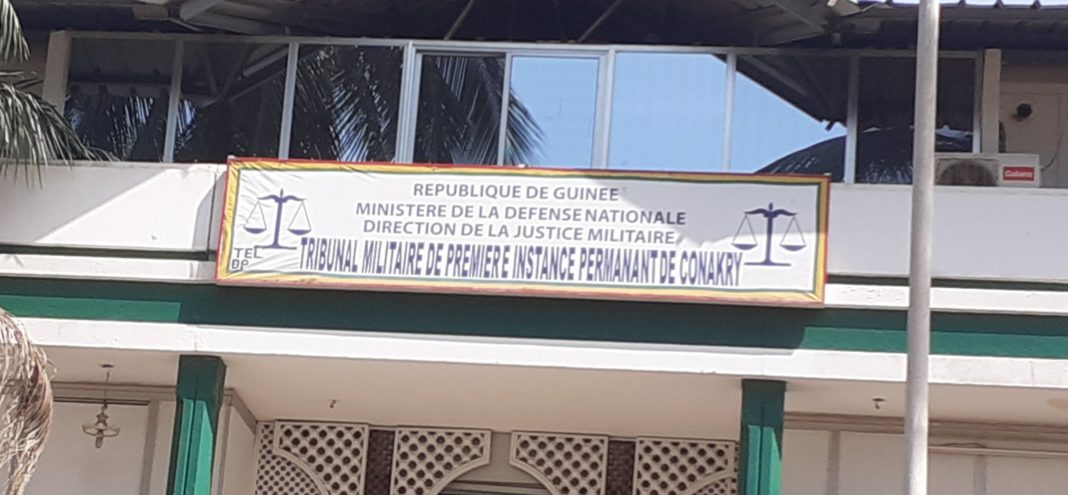 REPUBLIQUE DE GUINEE
MINISTERE DE LA DEFENSE NATIONALE
DIRECTION DE LA JUSTICE MILITAIRE
TRIBUNAL MILITAIRE DE PREMIERE INSTANCE PERMANANT DE CONAKRY
TEL
BP
Galanz